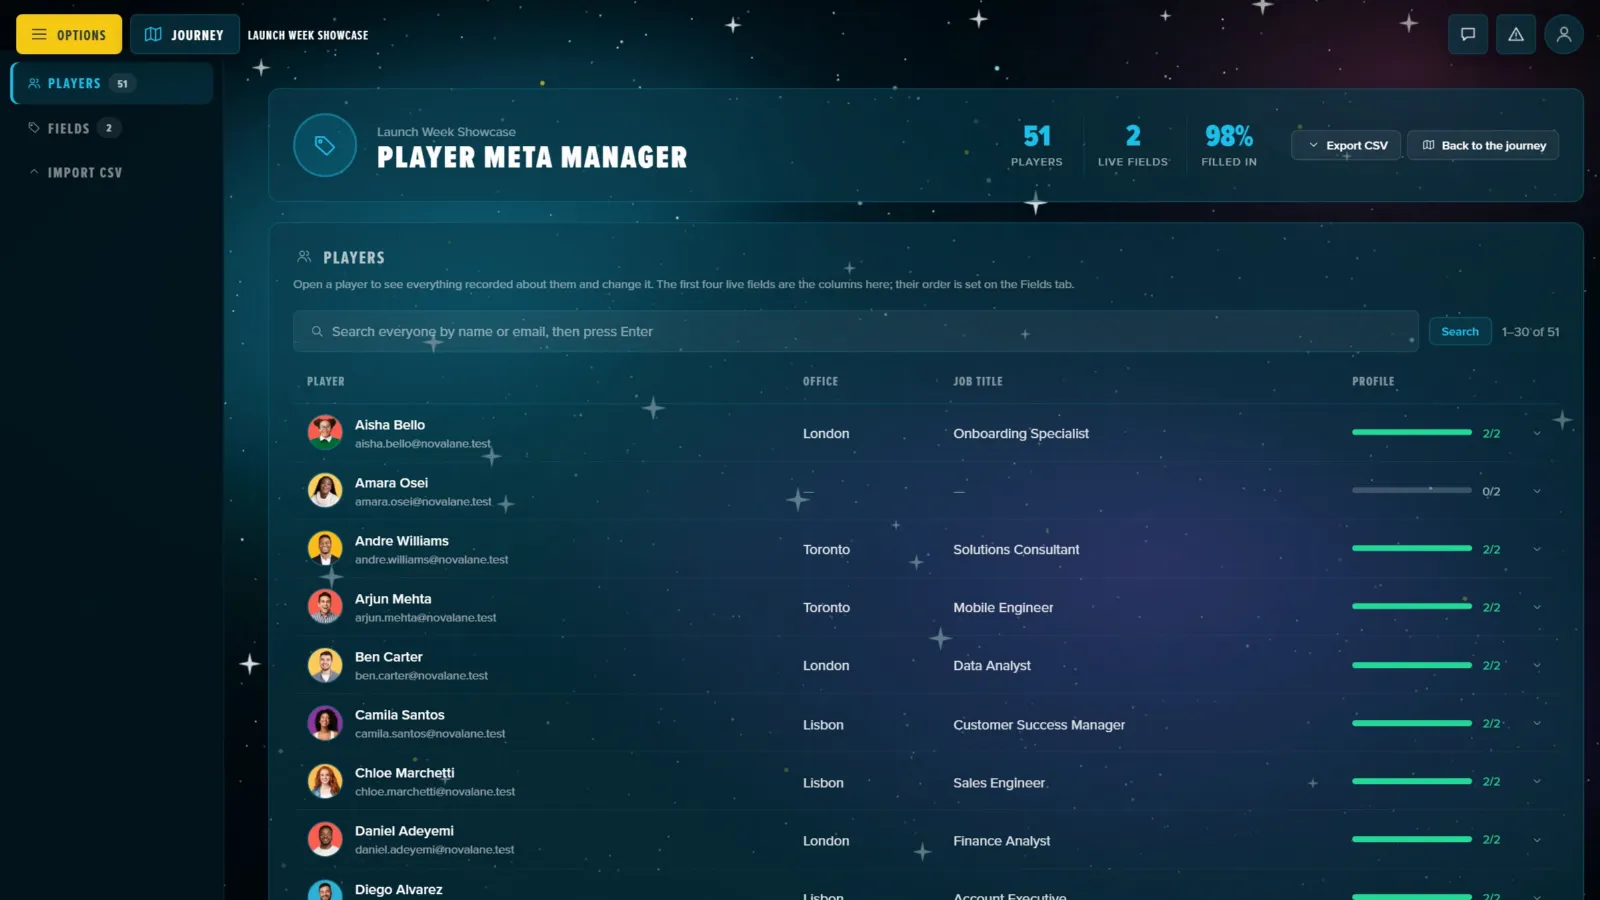 OPTIONS
JOURNEY
LAUNCH WEEK SHOWCASE
PLAYERS 51
FIELDS 2
IMPORT CSV
Launch Week Showcase
PLAYER META MANAGER
51
PLAYERS
2
LIVE FIELDS
98%
FILLED IN
Export CSV
Back to the journey
PLAYERS
Open a player to see everything recorded about them and change it. The first four live fields are the columns here; their order is set on the Fields tab.
Search everyone by name or email, then press Enter
Search
1–30 of 51
PLAYER OFFICE JOB TITLE PROFILE
Aisha Bello
aisha.bello@novalane.test
London Onboarding Specialist 2/2
Amara Osei
amara.osei@novalane.test
— — 0/2
Andre Williams
andre.williams@novalane.test
Toronto Solutions Consultant 2/2
Arjun Mehta
arjun.mehta@novalane.test
Toronto Mobile Engineer 2/2
Ben Carter
ben.carter@novalane.test
London Data Analyst 2/2
Camila Santos
camila.santos@novalane.test
Lisbon Customer Success Manager 2/2
Chloe Marchetti
chloe.marchetti@novalane.test
Lisbon Sales Engineer 2/2
Daniel Adeyemi
daniel.adeyemi@novalane.test
London Finance Analyst 2/2
Diego Alvarez
Lisbon Account Executive 2/2